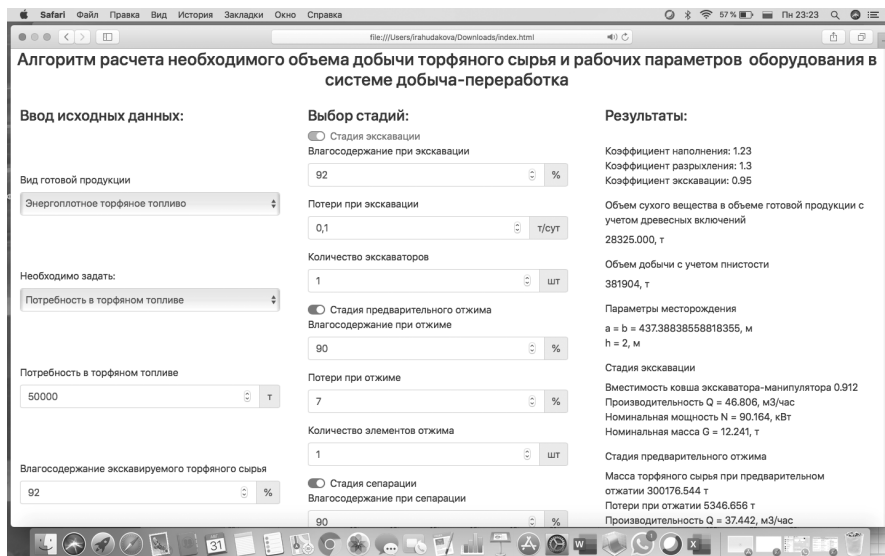 Safari Файл Правка Вид История Закладки Окно Справка 57 % Пн 23:23
file:///Users/irahudakova/Downloads/index.html
Алгоритм расчета необходимого объема добычи торфяного сырья и рабочих параметров оборудования в
системе добыча-переработка
Ввод исходных данных:
Вид готовой продукции
Энергоплотное торфяное топливо
Необходимо задать:
Потребность в торфяном топливе
Потребность в торфяном топливе
50000 т
Влагосодержание экскавируемого торфяного сырья
92 %
Выбор стадий:
Стадия экскавации
Влагосодержание при экскавации
92 %
Потери при экскавации
0,1 т/сут
Количество экскаваторов
1 шт
Стадия предварительного отжима
Влагосодержание при отжиме
90 %
Потери при отжиме
7 %
Количество элементов отжима
1 шт
Стадия сепарации
Влагосодержание при сепарации
90 %
Результаты:
Коэффициент наполнения: 1.23
Коэффициент разрыхления: 1.3
Коэффициент экскавации: 0.95
Объем сухого вещества в объеме готовой продукции с
учетом древесных включений
28325.000, т
Объем добычи с учетом пнистости
381904, т
Параметры месторождения
a = b = 437.38838558818355, м
h = 2, м
Стадия экскавации
Вместимость ковша экскаватора-манипулятора 0.912
Производительность Q = 46.806, м3/час
Номинальная мощность N = 90.164, кВт
Номинальная масса G = 12.241, т
Стадия предварительного отжима
Масса торфяного сырья при предварительном
отжатии 300176.544 т
Потери при отжатии 5346.656 т
Производительность Q = 37.442, м3/час
31